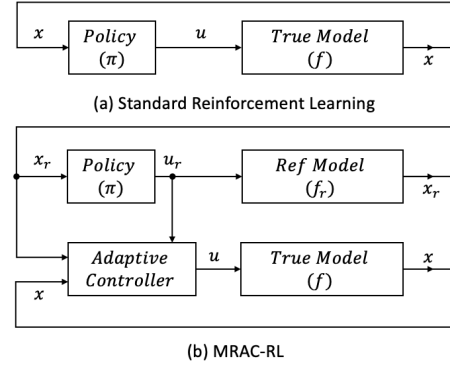 x
Policy
(π)
u
True Model
(f)
x
(a) Standard Reinforcement Learning
x_r
Policy
(π)
u_r
Ref Model
(f_r)
x_r
x
Adaptive
Controller
u
True Model
(f)
x
(b) MRAC-RL